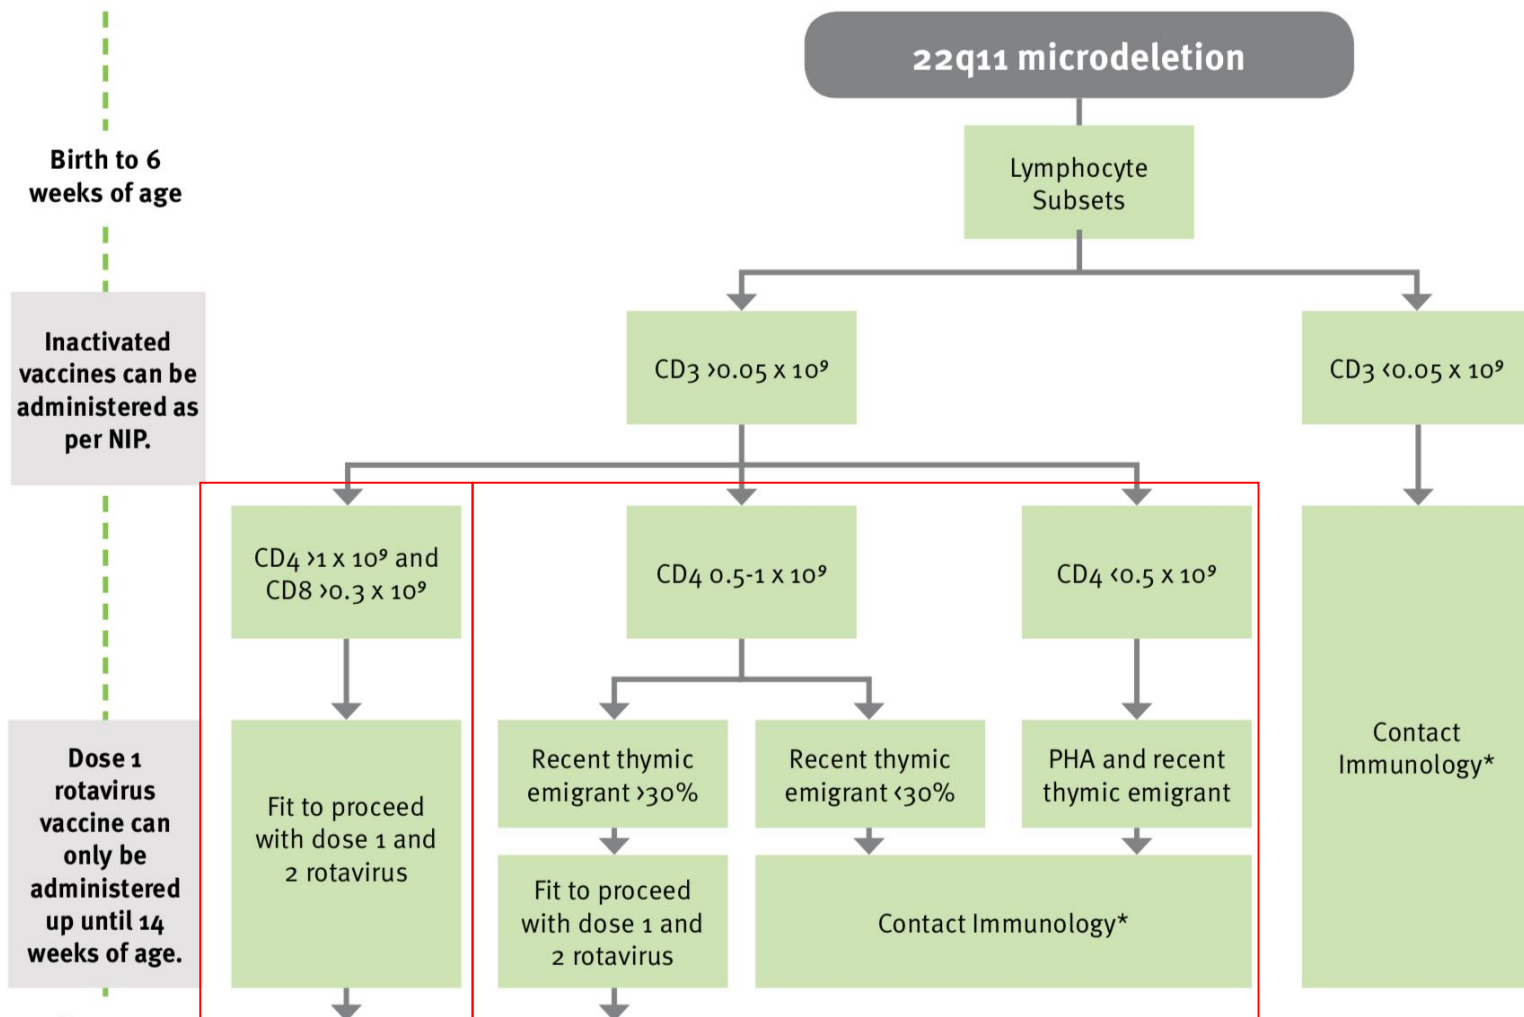 22q11 microdeletion
Birth to 6
weeks of age
Lymphocyte
Subsets
Inactivated
vaccines can be
administered as
per NIP.
CD3 >0.05 x 10⁹
CD3 <0.05 x 10⁹
CD4 >1 x 10⁹ and
CD8 >0.3 x 10⁹
CD4 0.5-1 x 10⁹
CD4 <0.5 x 10⁹
Dose 1
rotavirus
vaccine can
only be
administered
up until 14
weeks of age.
Fit to proceed
with dose 1 and
2 rotavirus
Recent thymic
emigrant >30%
Recent thymic
emigrant <30%
PHA and recent
thymic emigrant
Contact
Immunology*
Fit to proceed
with dose 1 and
2 rotavirus
Contact Immunology*